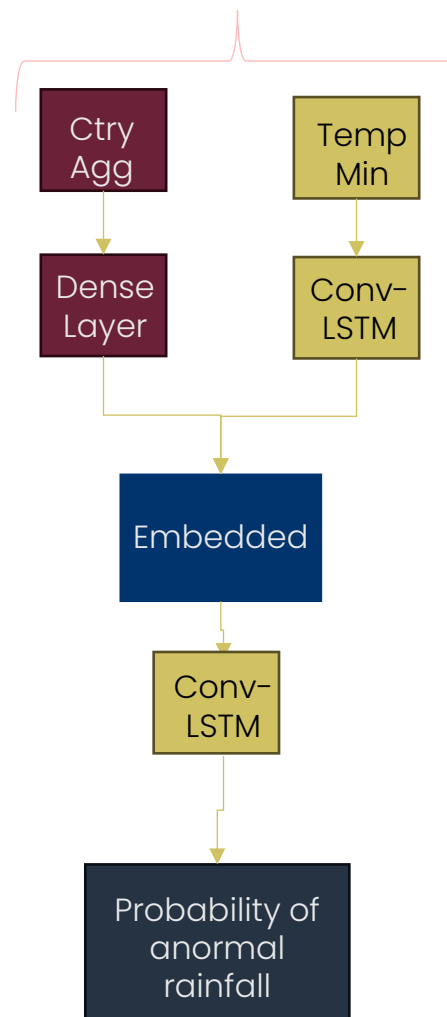 Ctry
Agg
Temp
Min
Dense
Layer
Conv-
LSTM
Embedded
Conv-
LSTM
Probability of
anormal
rainfall